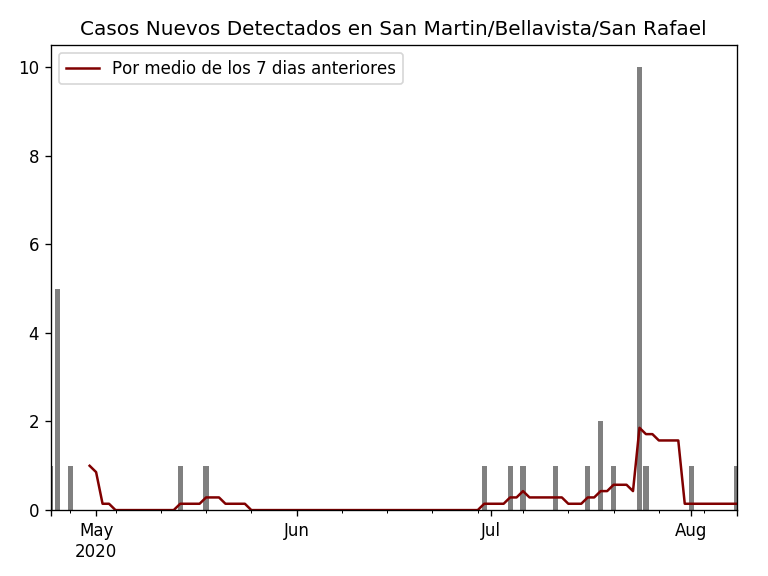 Casos Nuevos Detectados en San Martin/Bellavista/San Rafael
Por medio de los 7 dias anteriores
10
8
6
4
2
0
May
2020
Jun
Jul
Aug